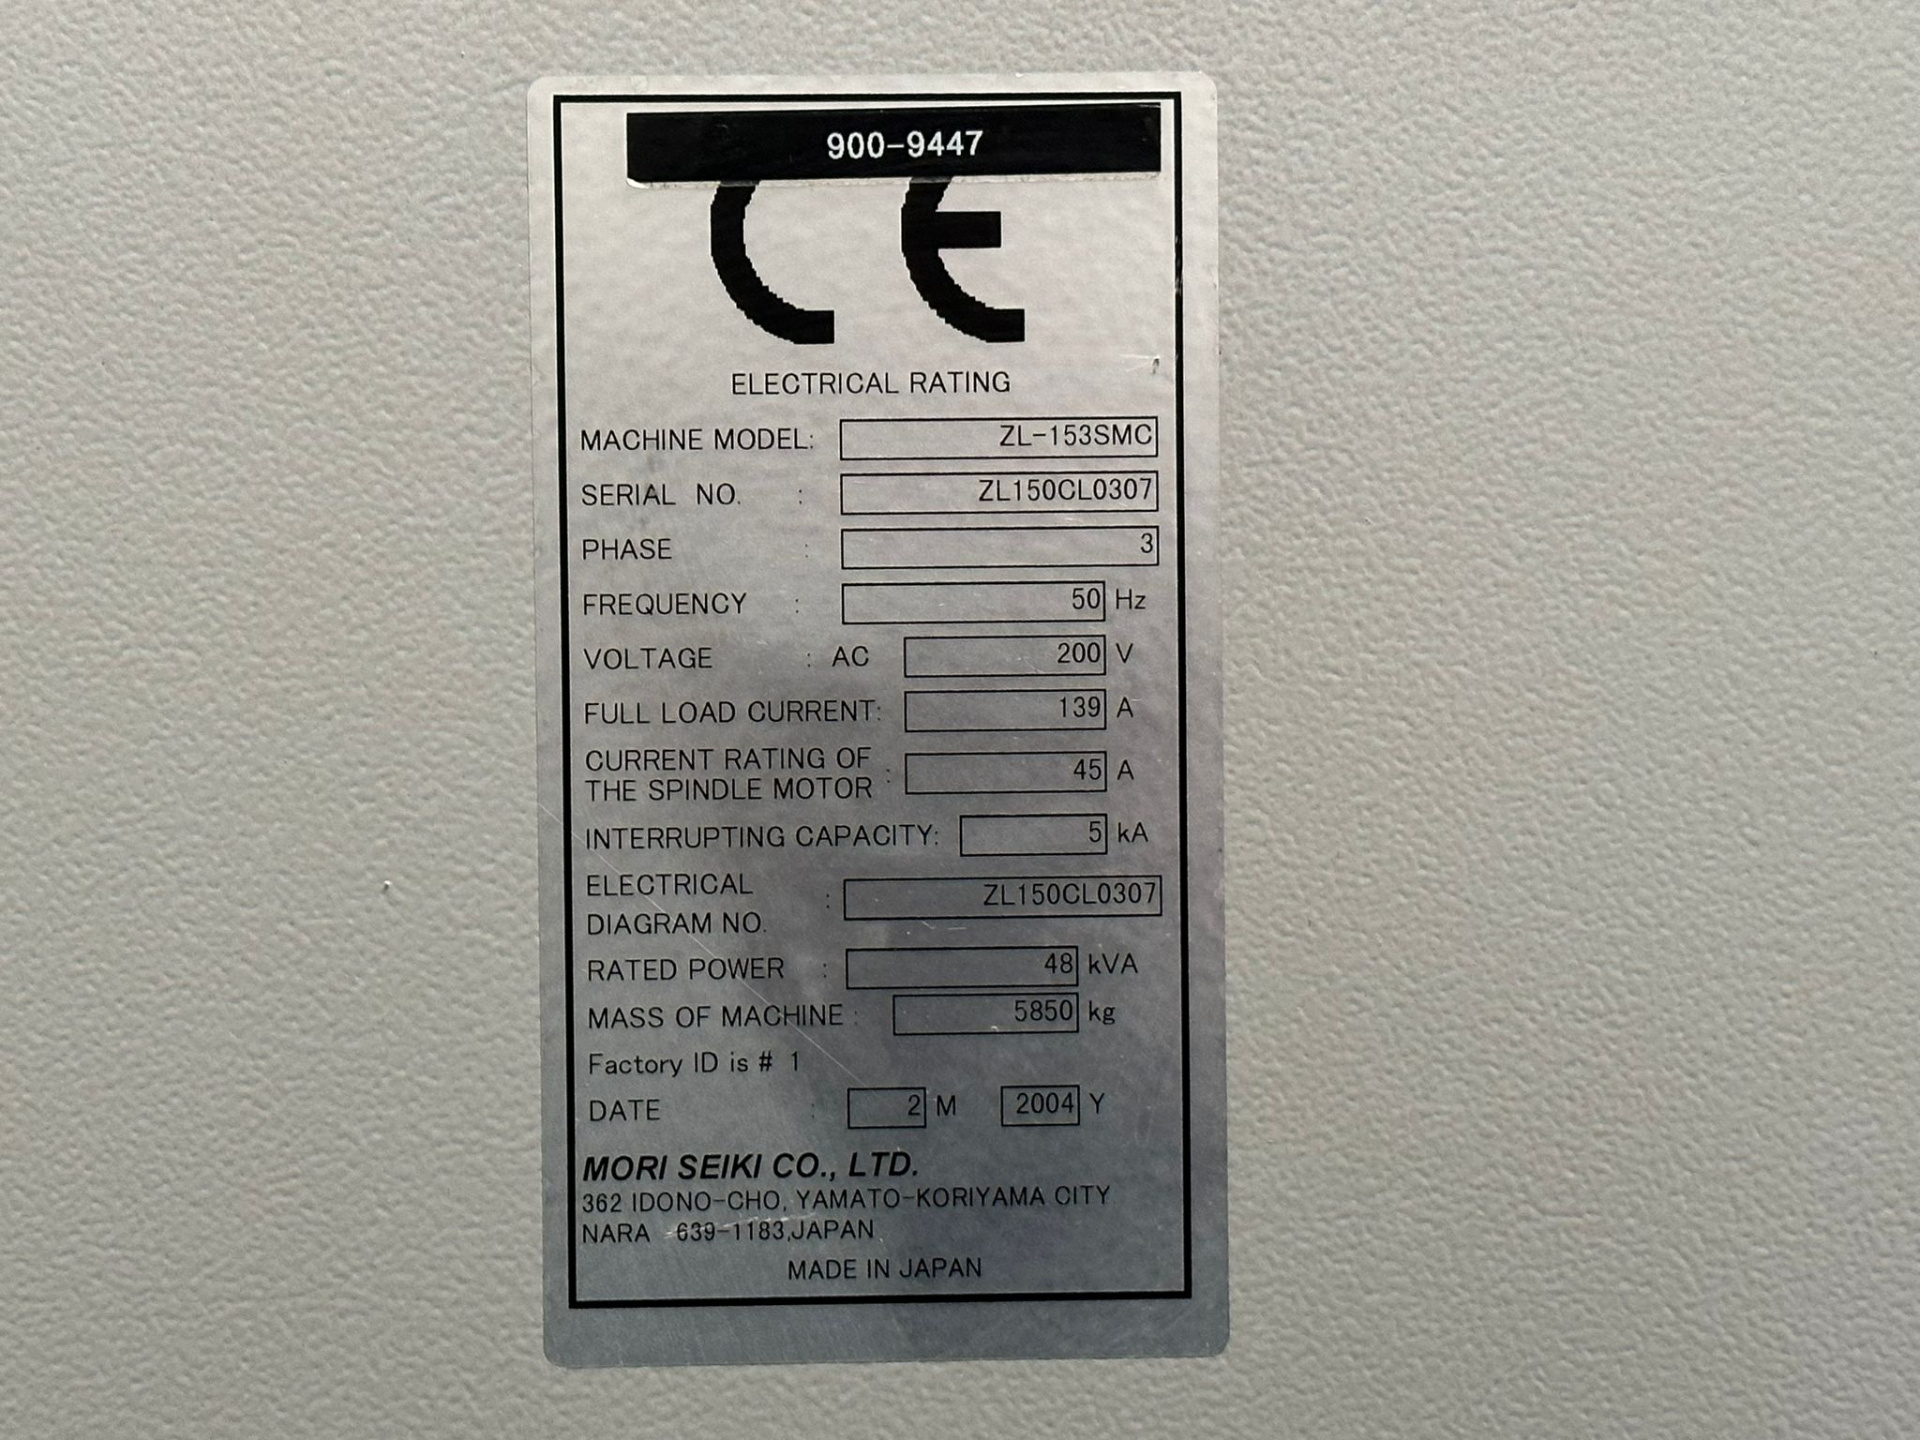 900-9447
CE
ELECTRICAL RATING
MACHINE MODEL: ZL-153SMC
SERIAL NO. : ZL150CL0307
PHASE : 3
FREQUENCY : 50 Hz
VOLTAGE : AC 200 V
FULL LOAD CURRENT: 139 A
CURRENT RATING OF
THE SPINDLE MOTOR : 45 A
INTERRUPTING CAPACITY: 5 kA
ELECTRICAL
DIAGRAM NO. : ZL150CL0307
RATED POWER : 48 kVA
MASS OF MACHINE : 5850 kg
Factory ID is # 1
DATE : 2 M 2004 Y
MORI SEIKI CO., LTD.
362 IDONO-CHO, YAMATO-KORIYAMA CITY
NARA 639-1183,JAPAN
MADE IN JAPAN